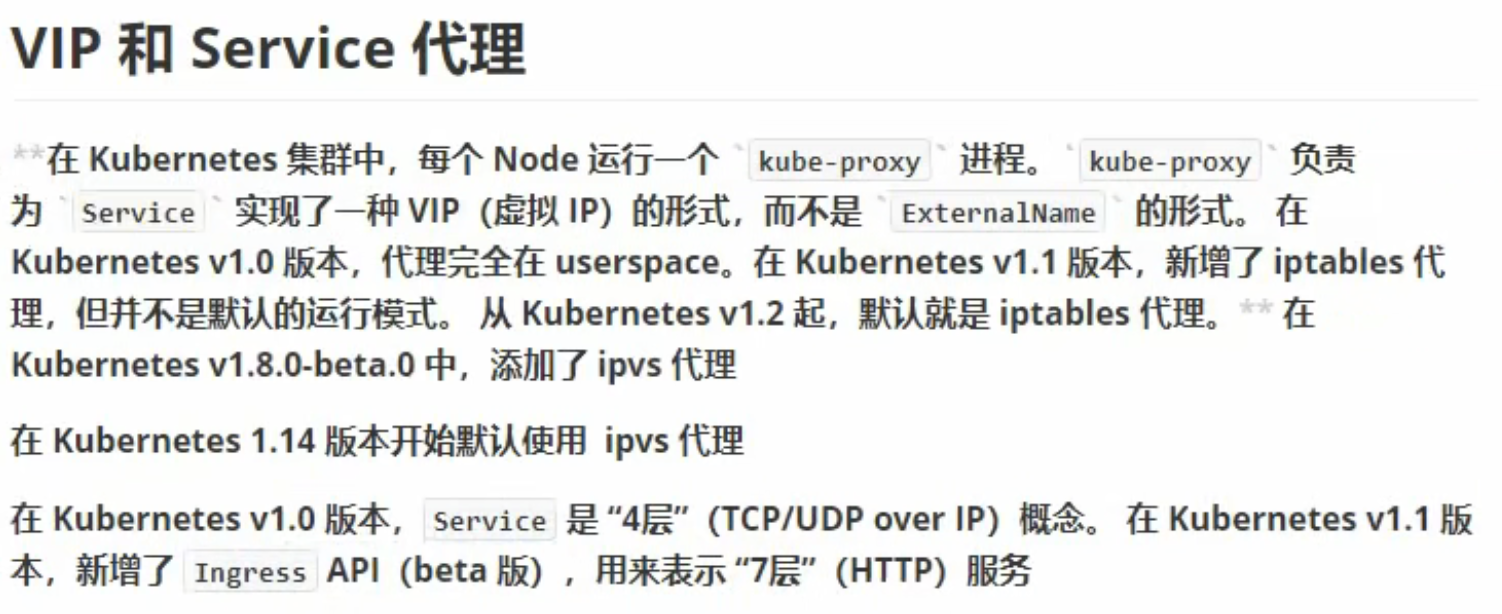 VIP 和 Service 代理
**在 Kubernetes 集群中，每个 Node 运行一个 ` kube-proxy ` 进程。 ` kube-proxy ` 负责
为 ` Service ` 实现了一种 VIP（虚拟 IP）的形式，而不是 ` ExternalName ` 的形式。 在
Kubernetes v1.0 版本，代理完全在 userspace。在 Kubernetes v1.1 版本，新增了 iptables 代
理，但并不是默认的运行模式。 从 Kubernetes v1.2 起，默认就是 iptables 代理。** 在
Kubernetes v1.8.0-beta.0 中，添加了 ipvs 代理
在 Kubernetes 1.14 版本开始默认使用 ipvs 代理
在 Kubernetes v1.0 版本， Service 是 “4层”（TCP/UDP over IP）概念。 在 Kubernetes v1.1 版
本，新增了 Ingress API（beta 版），用来表示 “7层”（HTTP）服务